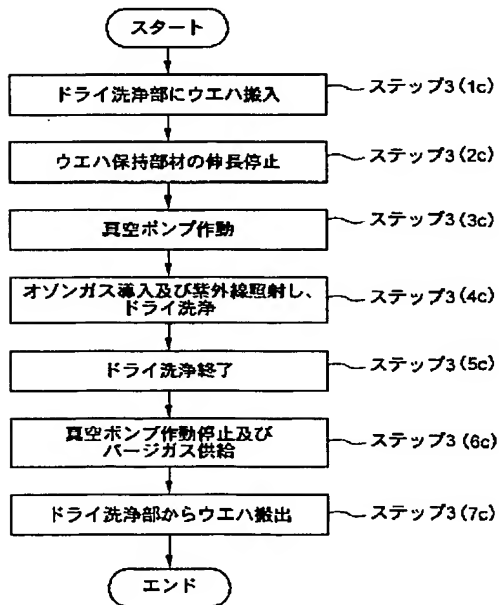 スタート
ドライ洗浄部にウエハ搬入
ステップ3(1c)
ウエハ保持部材の伸長停止
ステップ3(2c)
真空ポンプ作動
ステップ3(3c)
オゾンガス導入及び紫外線照射し、
ドライ洗浄
ステップ3(4c)
ドライ洗浄終了
ステップ3(5c)
真空ポンプ作動停止及び
パージガス供給
ステップ3(6c)
ドライ洗浄部からウエハ搬出
ステップ3(7c)
エンド